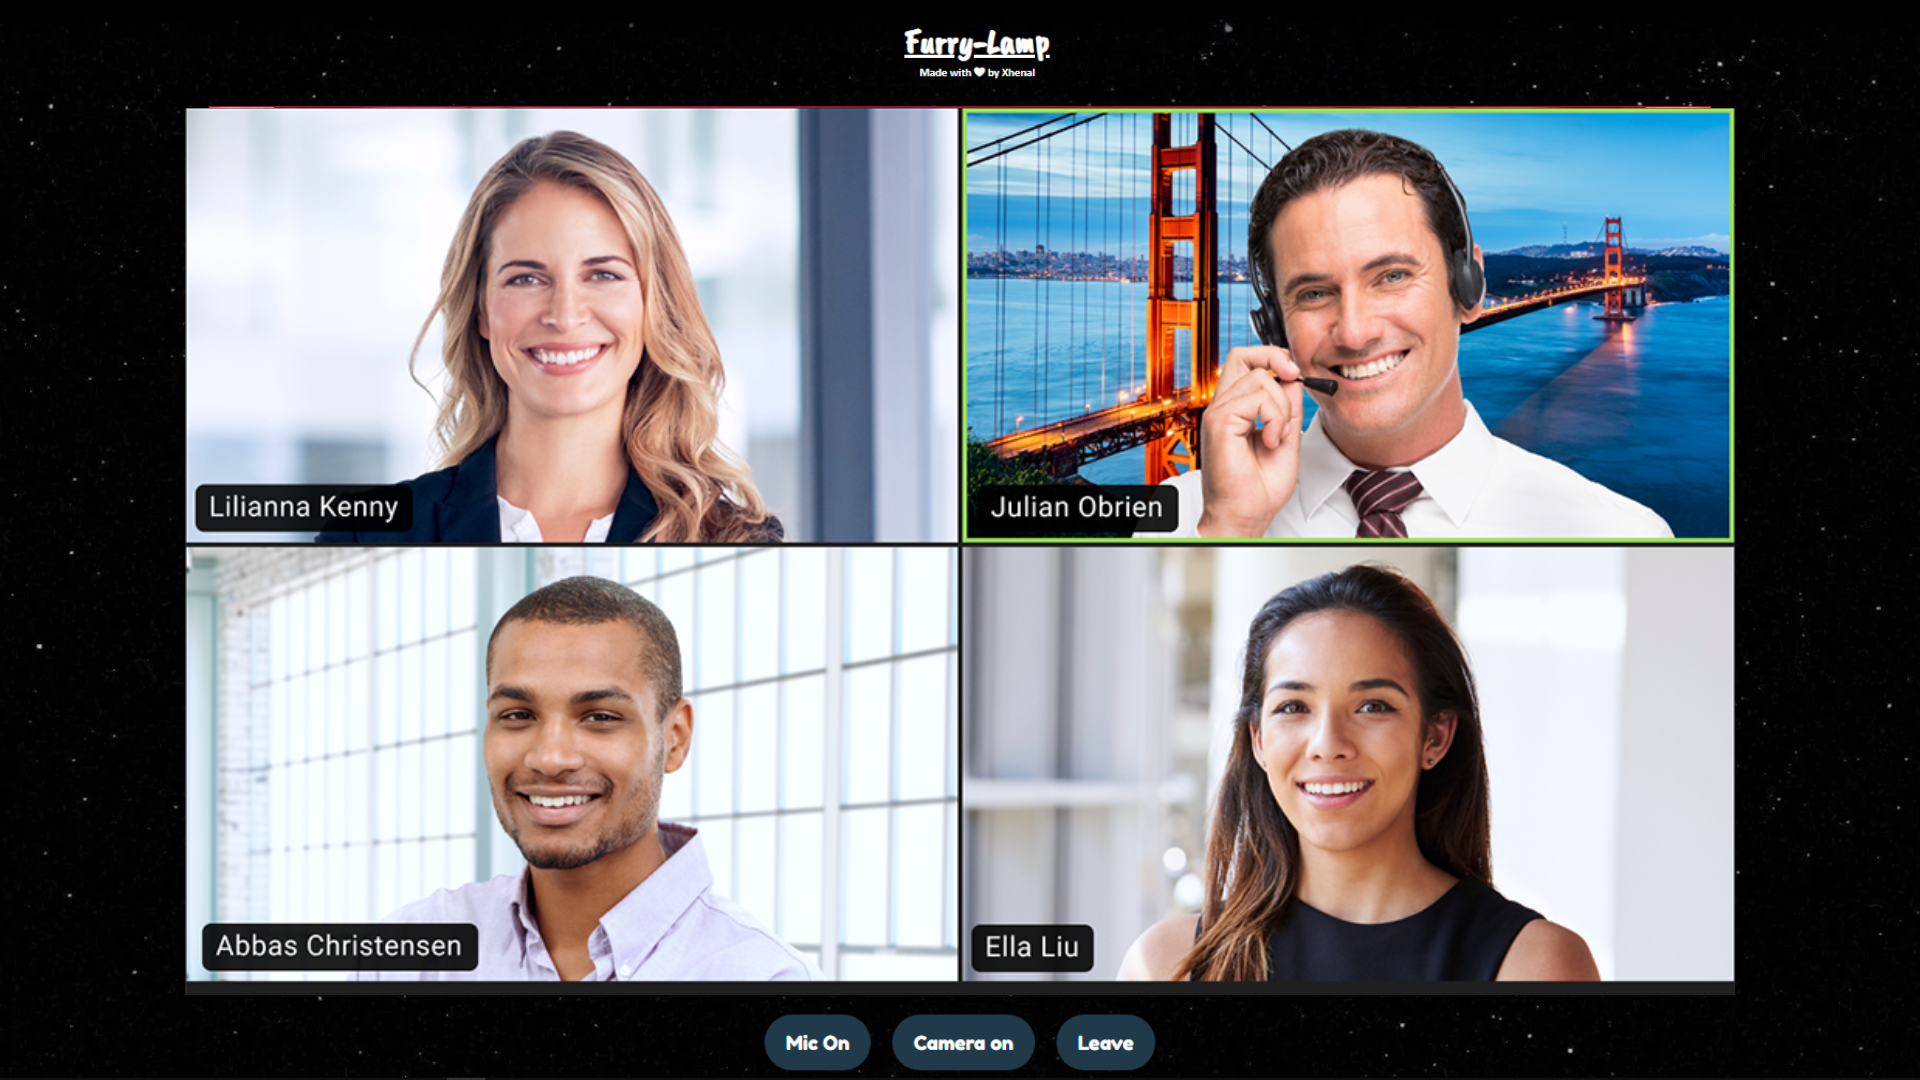 Furry-Lamp
Made with 🤍 by Xhenal
Lilianna Kenny
Julian Obrien
Abbas Christensen
Ella Liu
Mic On
Camera on
Leave